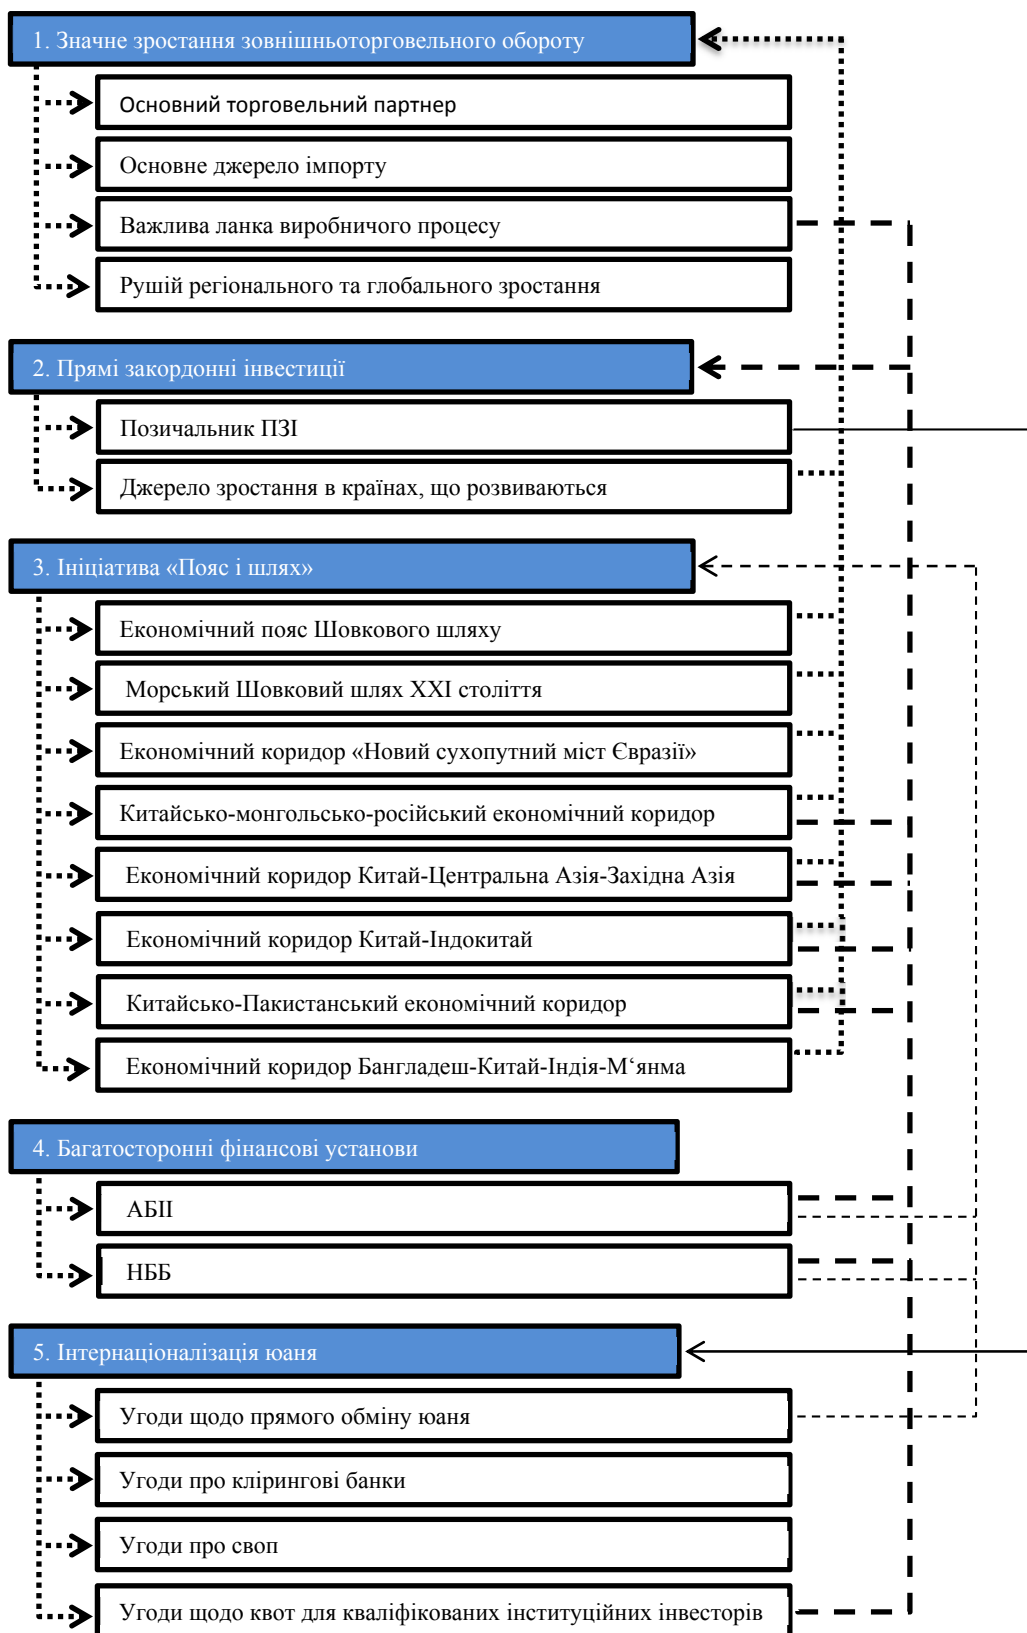 1. Значне зростання зовнішньоторговельного обороту
Основний торговельний партнер
Основне джерело імпорту
Важлива ланка виробничого процесу
Рушій регіонального та глобального зростання
2. Прямі закордонні інвестиції
Позичальник ПЗІ
Джерело зростання в країнах, що розвиваються
3. Ініціатива «Пояс і шлях»
Економічний пояс Шовкового шляху
Морський Шовковий шлях ХХІ століття
Економічний коридор «Новий сухопутний міст Євразії»
Китайсько-монгольсько-російський економічний коридор
Економічний коридор Китай-Центральна Азія-Західна Азія
Економічний коридор Китай-Індокитай
Китайсько-Пакистанський економічний коридор
Економічний коридор Бангладеш-Китай-Індія-М‘янма
4. Багатосторонні фінансові установи
АБІІ
НББ
5. Інтернаціоналізація юаня
Угоди щодо прямого обміну юаня
Угоди про клірингові банки
Угоди про своп
Угоди щодо квот для кваліфікованих інституційних інвесторів